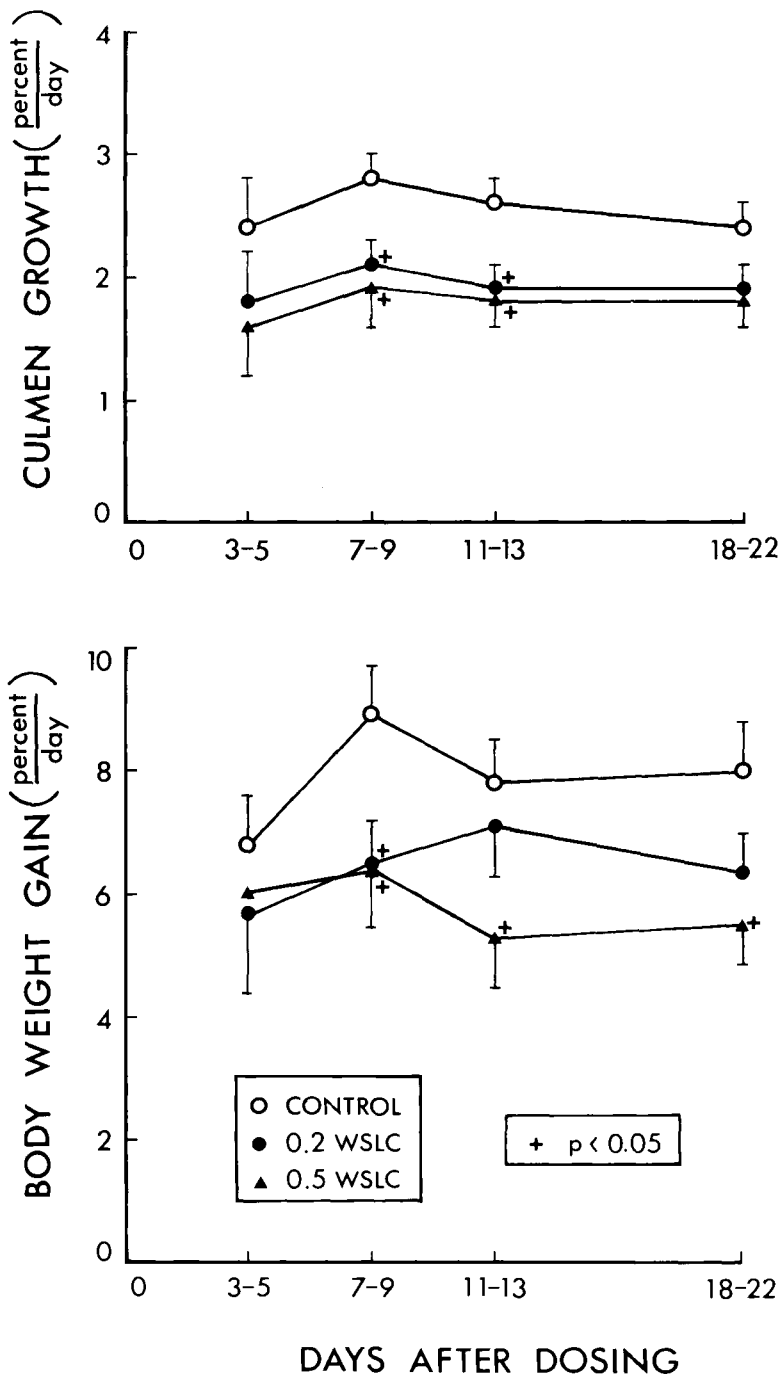 CULMEN GROWTH (percent/day)
4
3
2
1
0
+
+
+
+
0 3-5 7-9 11-13 18-22
BODY WEIGHT GAIN (percent/day)
10
8
6
4
2
0
+
+
+
+
○ CONTROL
● 0.2 WSLC
▲ 0.5 WSLC
+ p< 0.05
0 3-5 7-9 11-13 18-22
DAYS AFTER DOSING